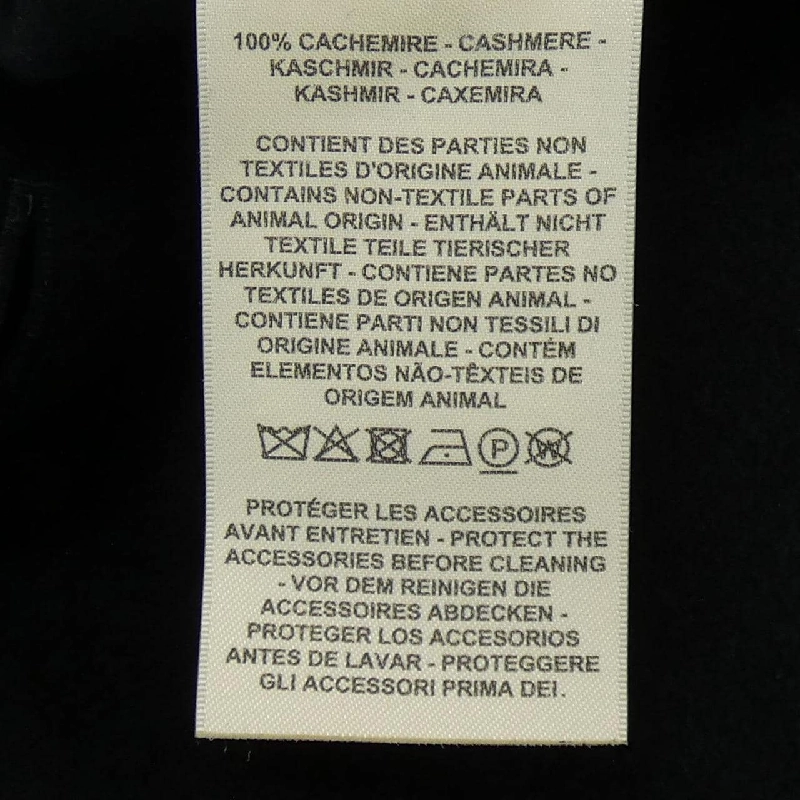 100% CACHEMIRE - CASHMERE -
KASCHMIR - CACHEMIRA -
KASHMIR - CAXEMIRA
CONTIENT DES PARTIES NON
TEXTILES D'ORIGINE ANIMALE -
CONTAINS NON-TEXTILE PARTS OF
ANIMAL ORIGIN - ENTHÄLT NICHT
TEXTILE TEILE TIERISCHER
HERKUNFT - CONTIENE PARTES NO
TEXTILES DE ORIGEN ANIMAL -
CONTIENE PARTI NON TESSILI DI
ORIGINE ANIMALE - CONTÉM
ELEMENTOS NÃO-TÊXTEIS DE
ORIGEM ANIMAL
P W
PROTÉGER LES ACCESSOIRES
AVANT ENTRETIEN - PROTECT THE
ACCESSORIES BEFORE CLEANING
- VOR DEM REINIGEN DIE
ACCESSOIRES ABDECKEN -
PROTEGER LOS ACCESORIOS
ANTES DE LAVAR - PROTEGGERE
GLI ACCESSORI PRIMA DEI.